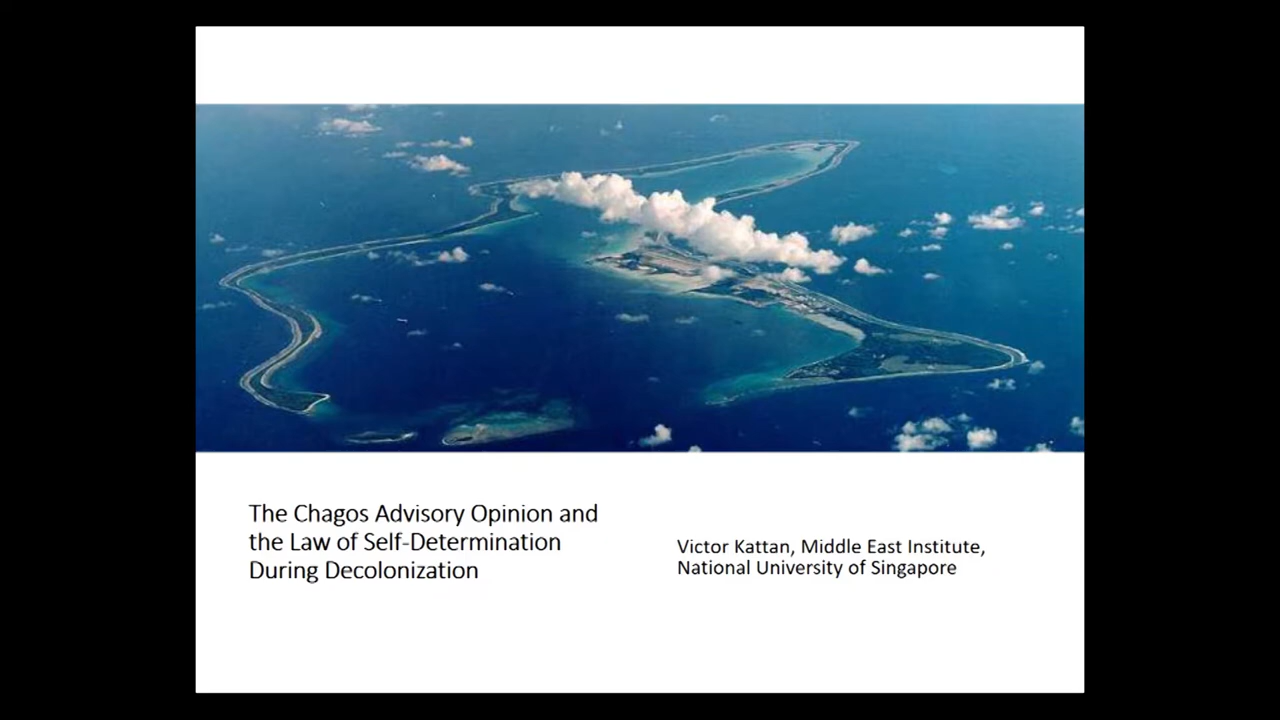 The Chagos Advisory Opinion and
the Law of Self-Determination
During Decolonization
Victor Kattan, Middle East Institute,
National University of Singapore